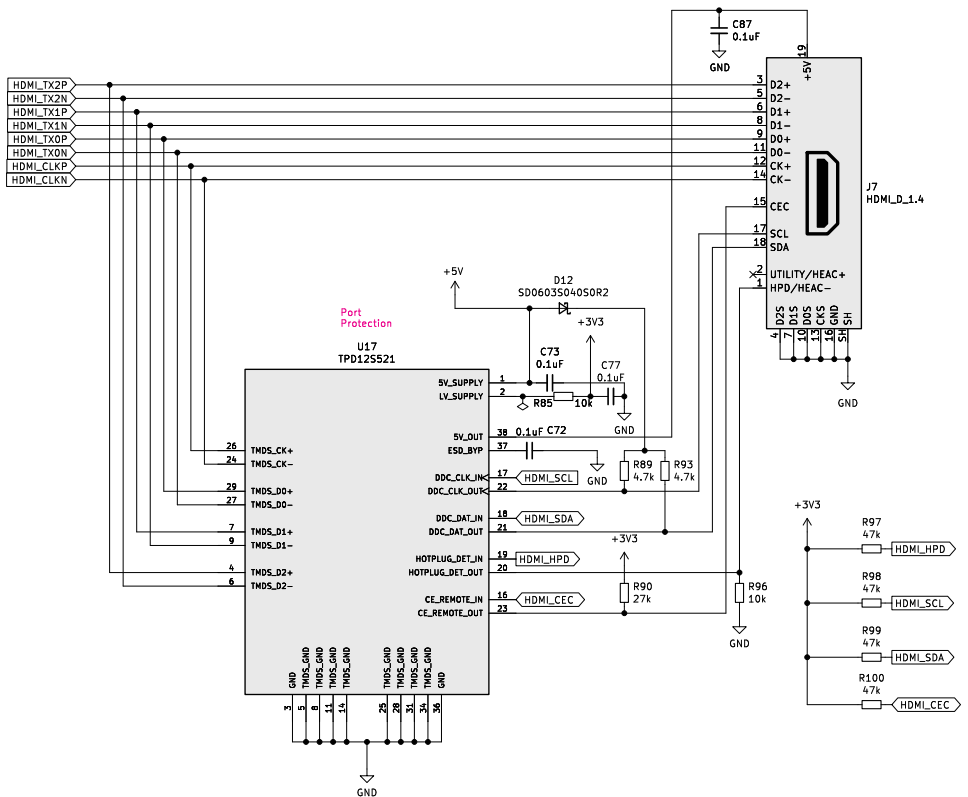 C87
0.1uF
GND
19
+5V
HDMI_TX2P
HDMI_TX2N
HDMI_TX1P
HDMI_TX1N
HDMI_TX0P
HDMI_TX0N
HDMI_CLKP
HDMI_CLKN
3 D2+
5 D2-
6 D1+
8 D1-
9 D0+
11 D0-
12 CK+
14 CK-
15 CEC
17 SCL
18 SDA
2 UTILITY/HEAC+
1 HPD/HEAC-
J7
HDMI_D_1.4
D2S D1S D0S CKS GND SH
4 7 10 13 16 SH
GND
+5V
D12
SD0603S040S0R2
+3V3
Port
Protection
U17
TPD12S521
C73
0.1uF
C77
0.1uF
5V_SUPPLY 1
LV_SUPPLY 2
R85 10k
GND
5V_OUT 38
ESD_BYP 37
0.1uF C72
GND
DDC_CLK_IN 17 HDMI_SCL
DDC_CLK_OUT 22
R89
4.7k
R93
4.7k
DDC_DAT_IN 18 HDMI_SDA
DDC_DAT_OUT 21
+3V3
HOTPLUG_DET_IN 19 HDMI_HPD
HOTPLUG_DET_OUT 20
CE_REMOTE_IN 16 HDMI_CEC
CE_REMOTE_OUT 23
R90
27k
R96
10k
GND
26 TMDS_CK+
24 TMDS_CK-
29 TMDS_D0+
27 TMDS_D0-
7 TMDS_D1+
9 TMDS_D1-
4 TMDS_D2+
6 TMDS_D2-
GND TMDS_GND TMDS_GND TMDS_GND TMDS_GND TMDS_GND TMDS_GND TMDS_GND TMDS_GND GND
3 5 8 11 14 25 28 31 34 36
GND
+3V3
R97
47k
HDMI_HPD
R98
47k
HDMI_SCL
R99
47k
HDMI_SDA
R100
47k
HDMI_CEC